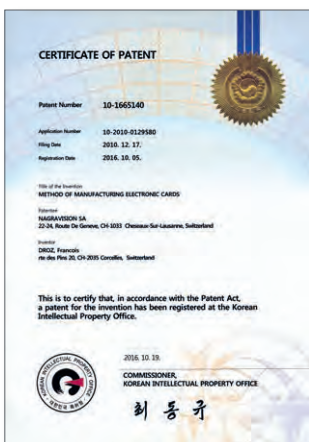 CERTIFICATE OF PATENT
Patent Number 10-1665140
Application Number 10-2010-0129580
Filing Date 2010. 12. 17.
Registration Date 2016. 10. 05.
Title of the Invention
METHOD OF MANUFACTURING ELECTRONIC CARDS
Patentee
NAGRAVISION SA
22-24, Route De Geneve, CH-1033 Cheseaux-Sur-Lausanne, Switzerland
Inventor
DROZ, Francois
rte des Pins 20, CH-2035 Corcelles, Switzerland
This is to certify that, in accordance with the Patent Act,
a patent for the invention has been registered at the Korean
Intellectual Property Office.
2016. 10. 19.
COMMISSIONER,
KOREAN INTELLECTUAL PROPERTY OFFICE
최동규
KOREAN INTELLECTUAL PROPERTY OFFICE